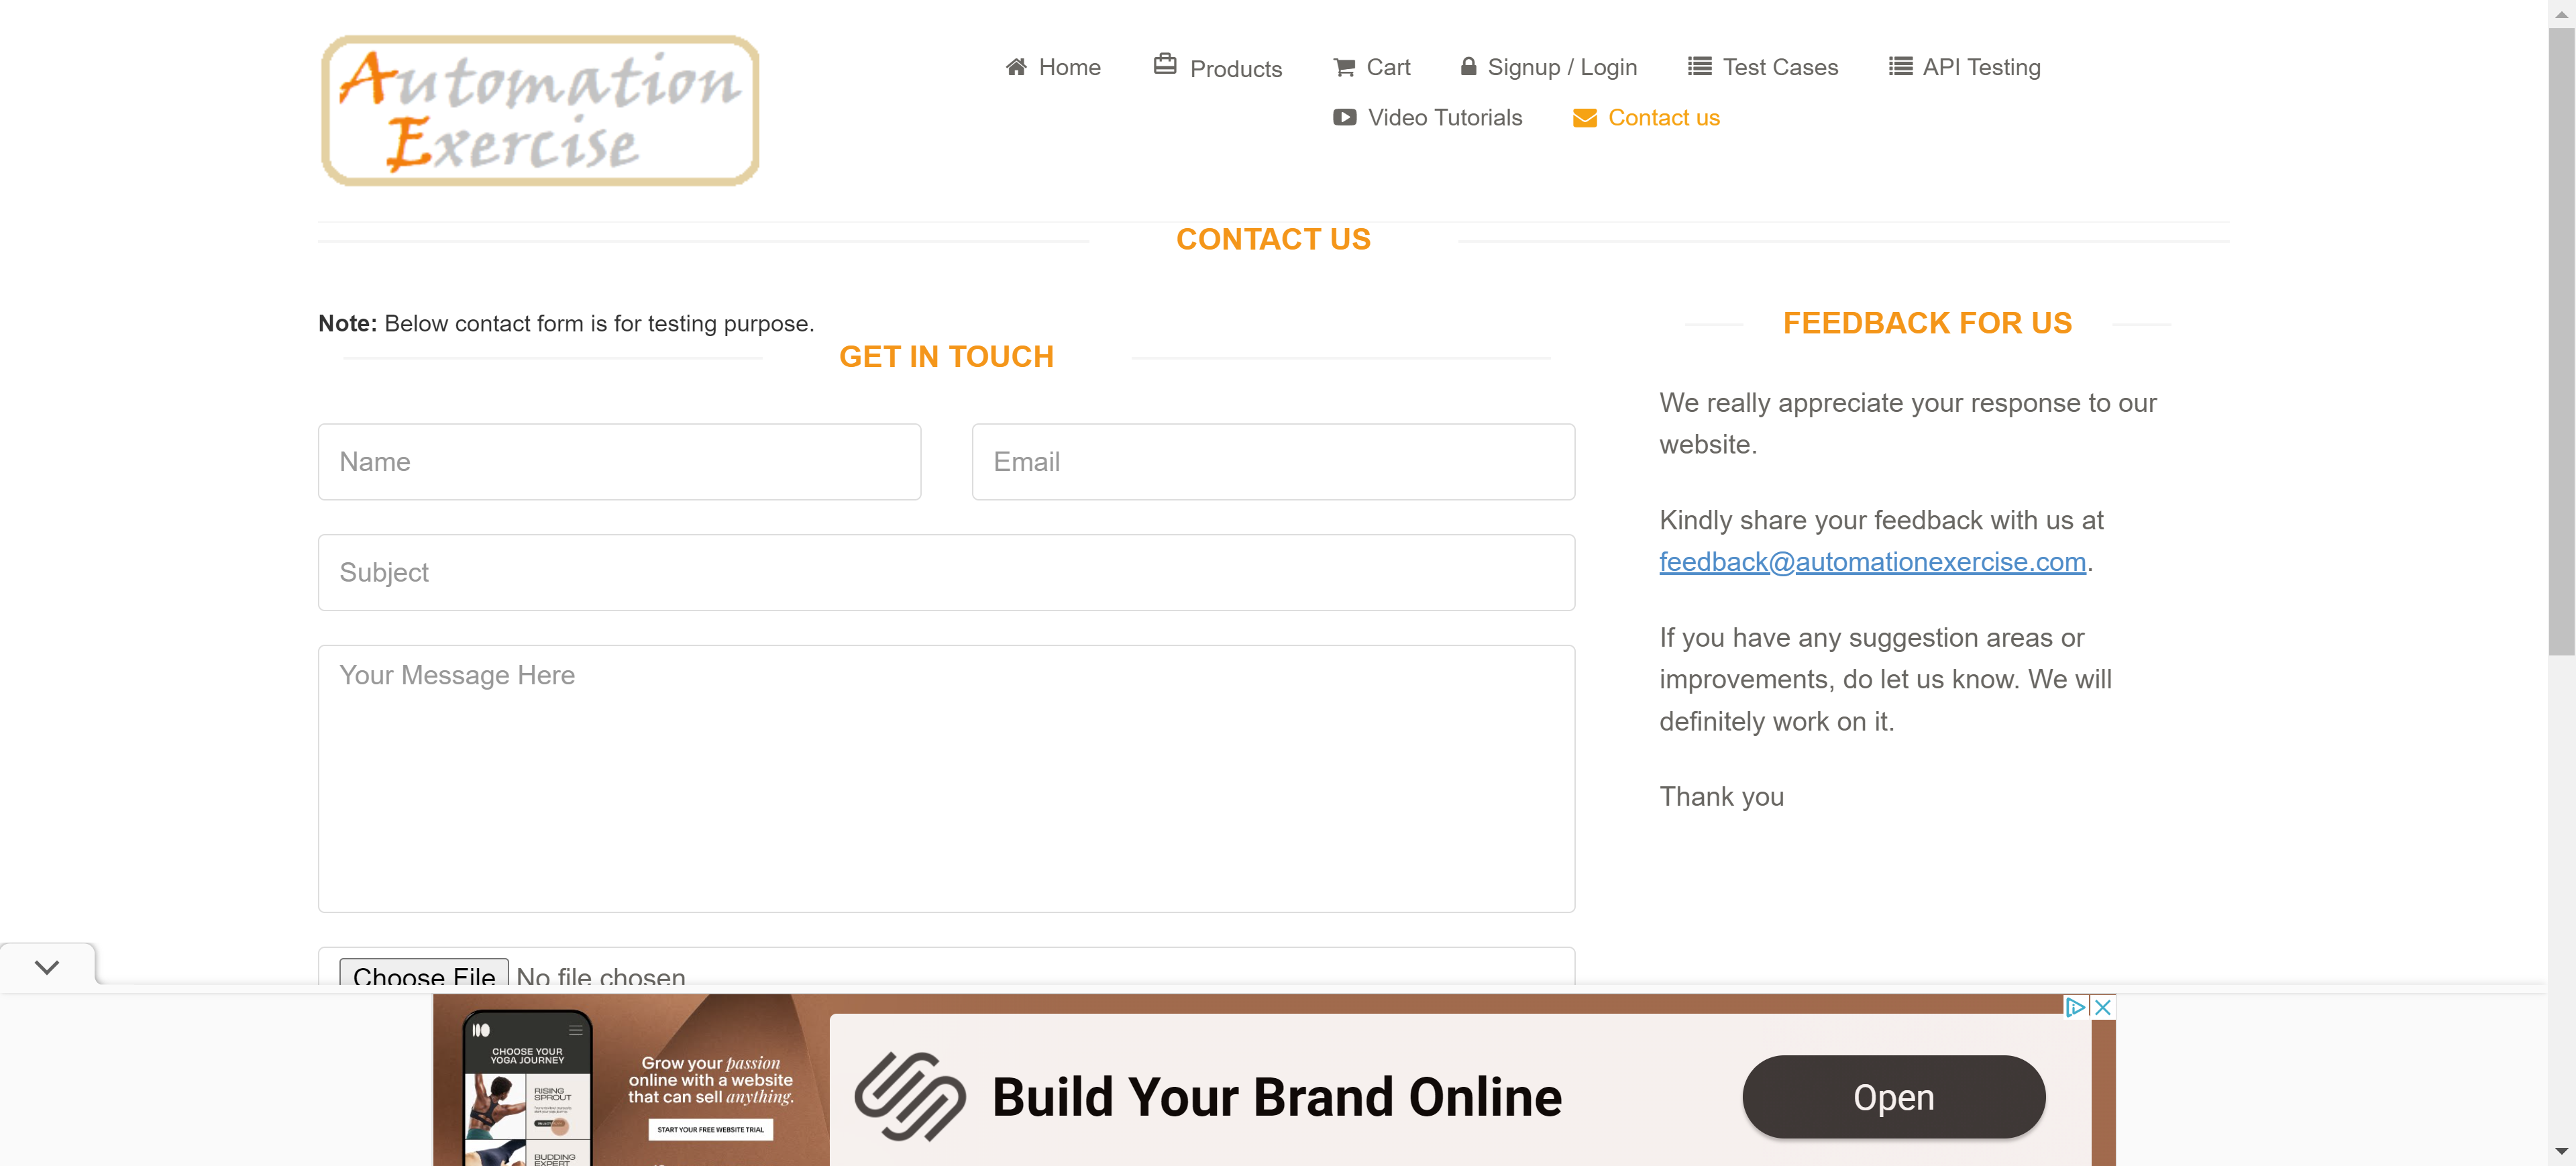 Automation
Exercise
Home
Products
Cart
Signup / Login
Test Cases
API Testing
Video Tutorials
Contact us
CONTACT US
Note: Below contact form is for testing purpose.
GET IN TOUCH
Name
Email
Subject
Your Message Here
Choose File No file chosen
FEEDBACK FOR US
We really appreciate your response to our
website.
Kindly share your feedback with us at
feedback@automationexercise.com.
If you have any suggestion areas or
improvements, do let us know. We will
definitely work on it.
Thank you
CHOOSE YOUR
YOGA JOURNEY
RISING
SPROUT
BUDDING
EXPERT
Grow your passion
online with a website
that can sell anything.
START YOUR FREE WEBSITE TRIAL
Build Your Brand Online
Open